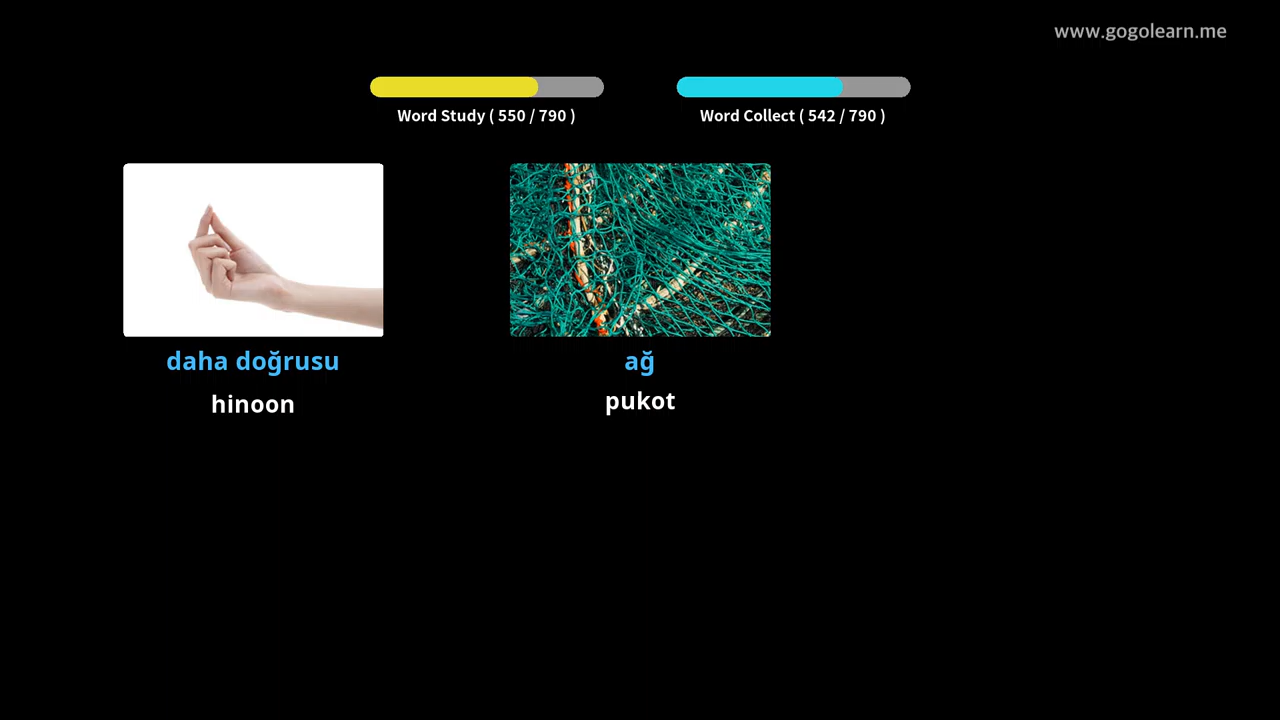 www.gogolearn.me
Word Study ( 550 / 790 )
Word Collect ( 542 / 790 )
daha doğrusu
hinoon
ağ
pukot